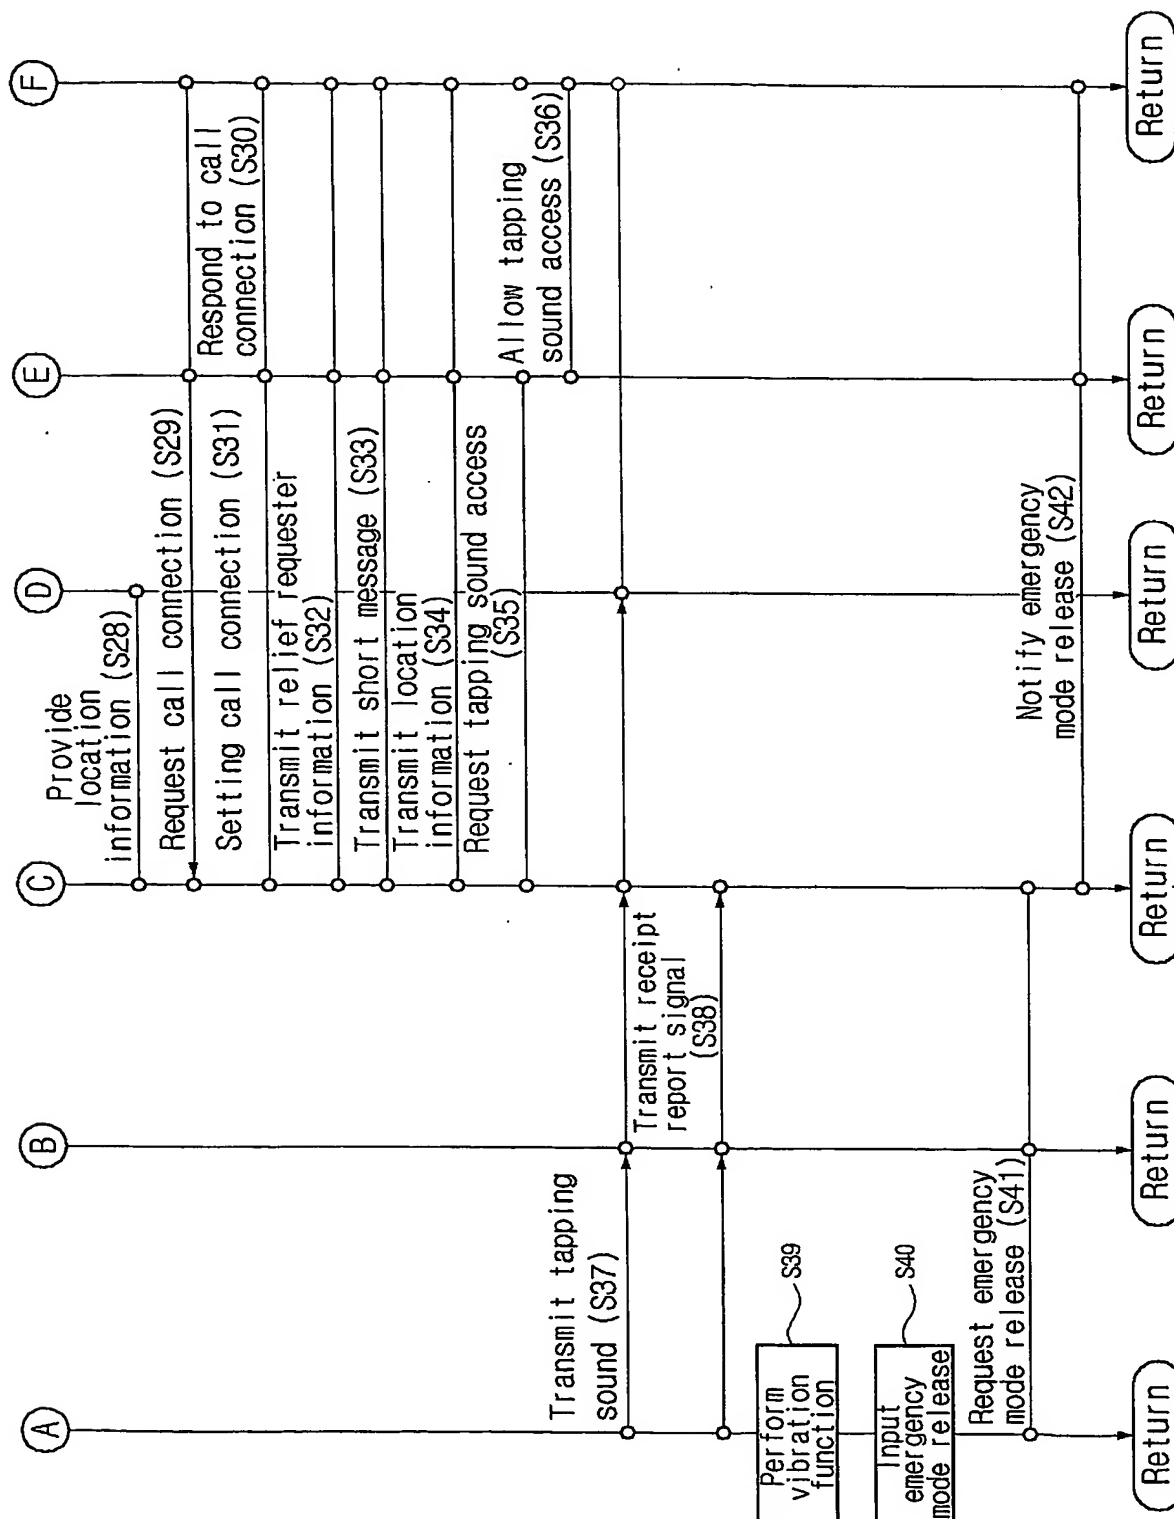 A
B
C
D
E
F
Provide
location
information (S28)
Request call connection (S29)
Respond to call
connection (S30)
Setting call connection (S31)
Transmit relief requester
information (S32)
Transmit short message (S33)
Transmit location
information (S34)
Request tapping sound access
(S35)
Allow tapping
sound access (S36)
Transmit tapping
sound (S37)
Transmit receipt
report signal
(S38)
Perform
vibration
function
S39
Input
emergency
mode release
S40
Request emergency
mode release (S41)
Notify emergency
mode release (S42)
Return
Return
Return
Return
Return
Return